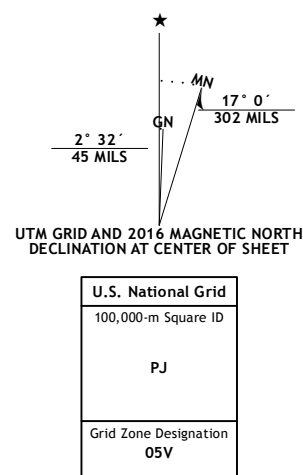 ★
MN
GN
17° 0´
302 MILS
2° 32´
45 MILS
UTM GRID AND 2016 MAGNETIC NORTH
DECLINATION AT CENTER OF SHEET
U.S. National Grid
100,000-m Square ID
PJ
Grid Zone Designation
05V